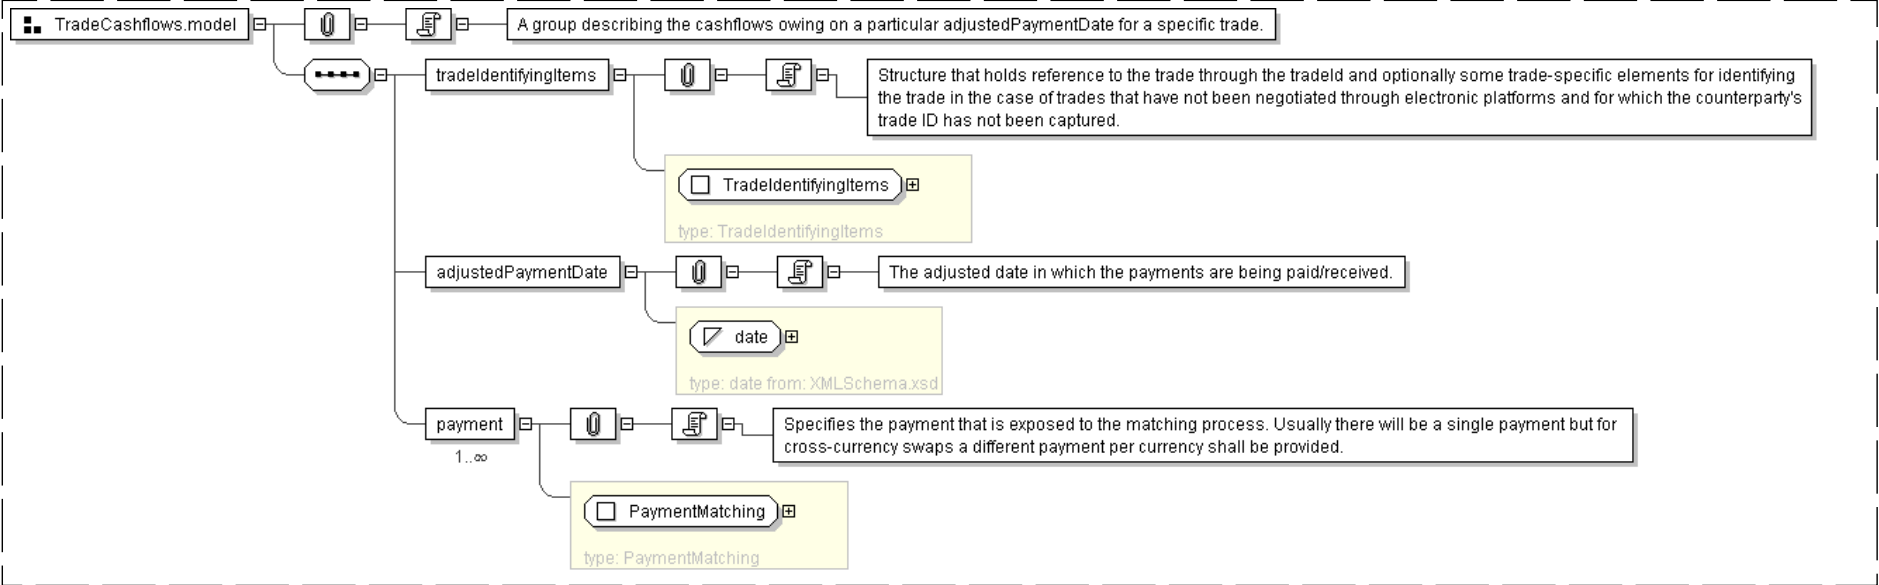 TradeCashflows.model
A group describing the cashflows owing on a particular adjustedPaymentDate for a specific trade.
tradeIdentifyingItems
Structure that holds reference to the trade through the tradeId and optionally some trade-specific elements for identifying
the trade in the case of trades that have not been negotiated through electronic platforms and for which the counterparty's
trade ID has not been captured.
TradeIdentifyingItems
type: TradeIdentifyingItems
adjustedPaymentDate
The adjusted date in which the payments are being paid/received.
date
type: date from: XMLSchema.xsd
payment
1..∞
Specifies the payment that is exposed to the matching process. Usually there will be a single payment but for
cross-currency swaps a different payment per currency shall be provided.
PaymentMatching
type: PaymentMatching